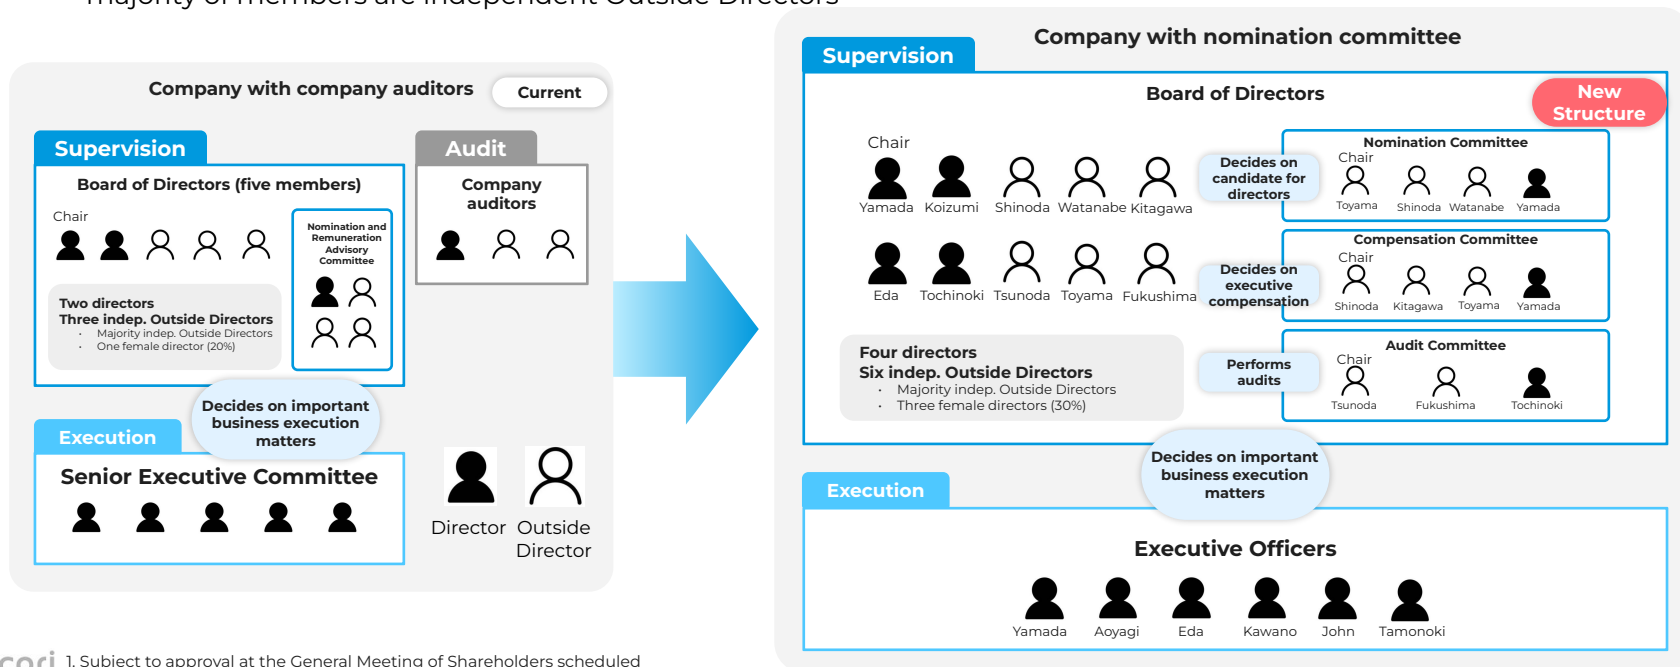 majority of members are independent Outside Directors
Company with company auditors
Current
Supervision
Board of Directors (five members)
Chair
Nomination and
Remuneration
Advisory
Committee
Two directors
Three indep. Outside Directors
· Majority indep. Outside Directors
· One female director (20%)
Audit
Company
auditors
Decides on important
business execution
matters
Execution
Senior Executive Committee
Director
Outside
Director
Company with nomination committee
Supervision
Board of Directors
New
Structure
Chair
Yamada Koizumi Shinoda Watanabe Kitagawa
Eda Tochinoki Tsunoda Toyama Fukushima
Four directors
Six indep. Outside Directors
· Majority indep. Outside Directors
· Three female directors (30%)
Decides on
candidate for
directors
Nomination Committee
Chair
Toyama Shinoda Watanabe Yamada
Decides on
executive
compensation
Compensation Committee
Chair
Shinoda Kitagawa Toyama Yamada
Performs
audits
Audit Committee
Chair
Tsunoda Fukushima Tochinoki
Decides on important
business execution
matters
Execution
Executive Officers
Yamada Aoyagi Eda Kawano John Tamonoki
1. Subject to approval at the General Meeting of Shareholders scheduled